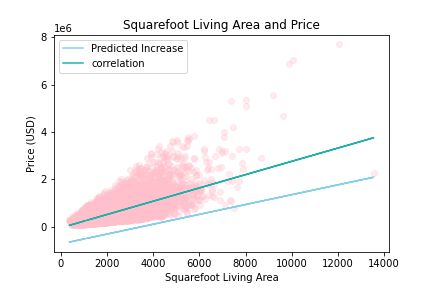 Squarefoot Living Area and Price
1e6
Predicted Increase
correlation
8
6
4
2
0
Price (USD)
0 2000 4000 6000 8000 10000 12000 14000
Squarefoot Living Area